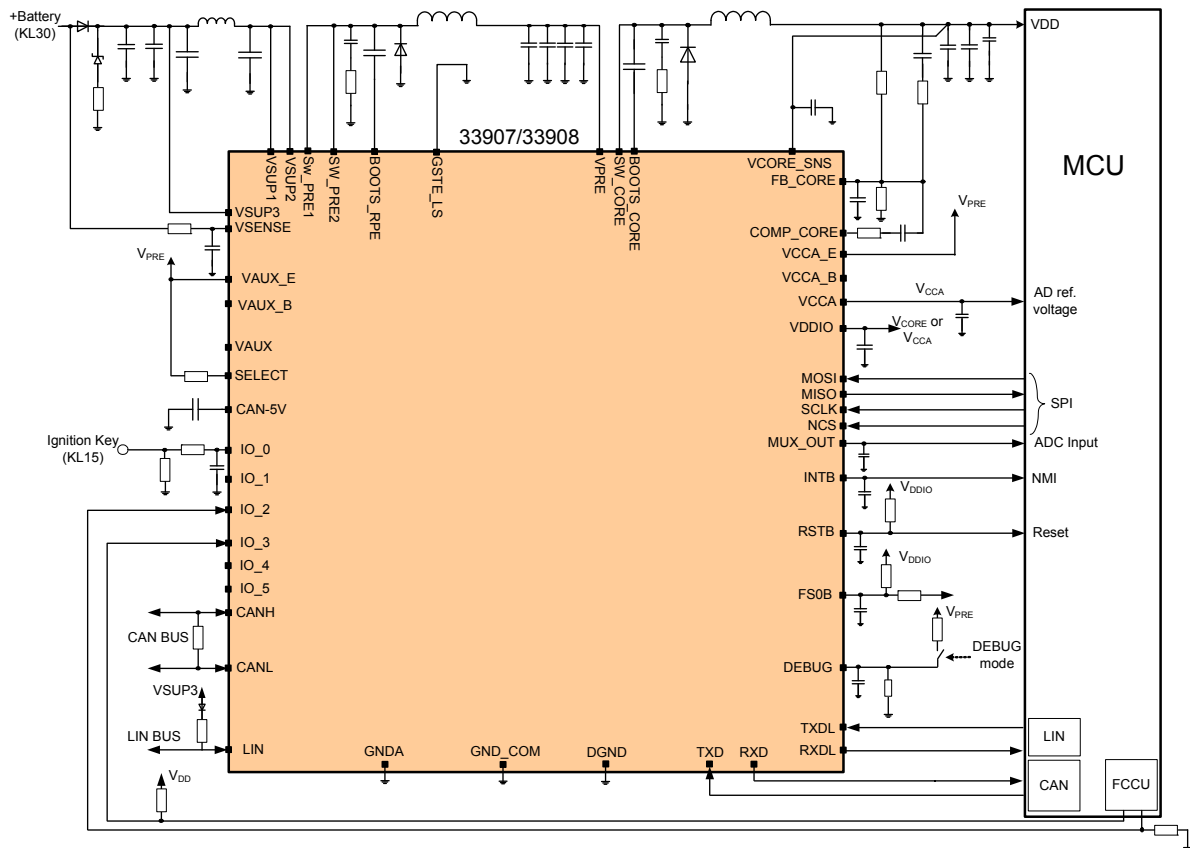 +Battery
(KL30)
VDD
33907/33908
MCU
VSUP1
VSUP2
Sw_PRE1
SW_PRE2
BOOTS_RPE
GSTE_LS
VPRE
SW_CORE
BOOTS_CORE
VCORE_SNS
FB_CORE
VSUP3
VSENSE
COMP_CORE
VPRE
VCCA_E
VPRE
VAUX_E
VCCA_B
VAUX_B
VCCA
VCCA
AD ref.
voltage
VDDIO
VCORE or
VCCA
VAUX
SELECT
MOSI
MISO
SCLK
NCS
SPI
CAN-5V
MUX_OUT
ADC Input
Ignition Key
(KL15)
IO_0
IO_1
INTB
NMI
VDDIO
IO_2
RSTB
Reset
IO_3
VDDIO
IO_4
IO_5
FS0B
CANH
VPRE
CAN BUS
DEBUG
mode
CANL
DEBUG
VSUP3
TXDL
LIN
LIN BUS
LIN
RXDL
GNDA
GND_COM
DGND
TXD
RXD
VDD
CAN
FCCU